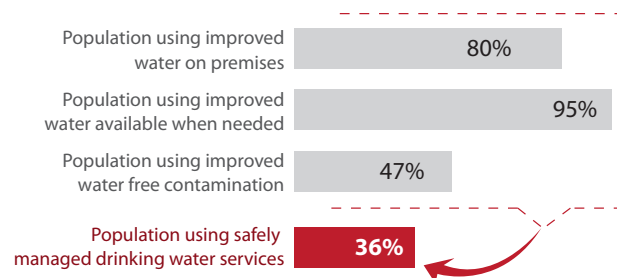 Population using improved
water on premises
80%
Population using improved
water available when needed
95%
Population using improved
water free contamination
47%
Population using safely
managed drinking water services
36%